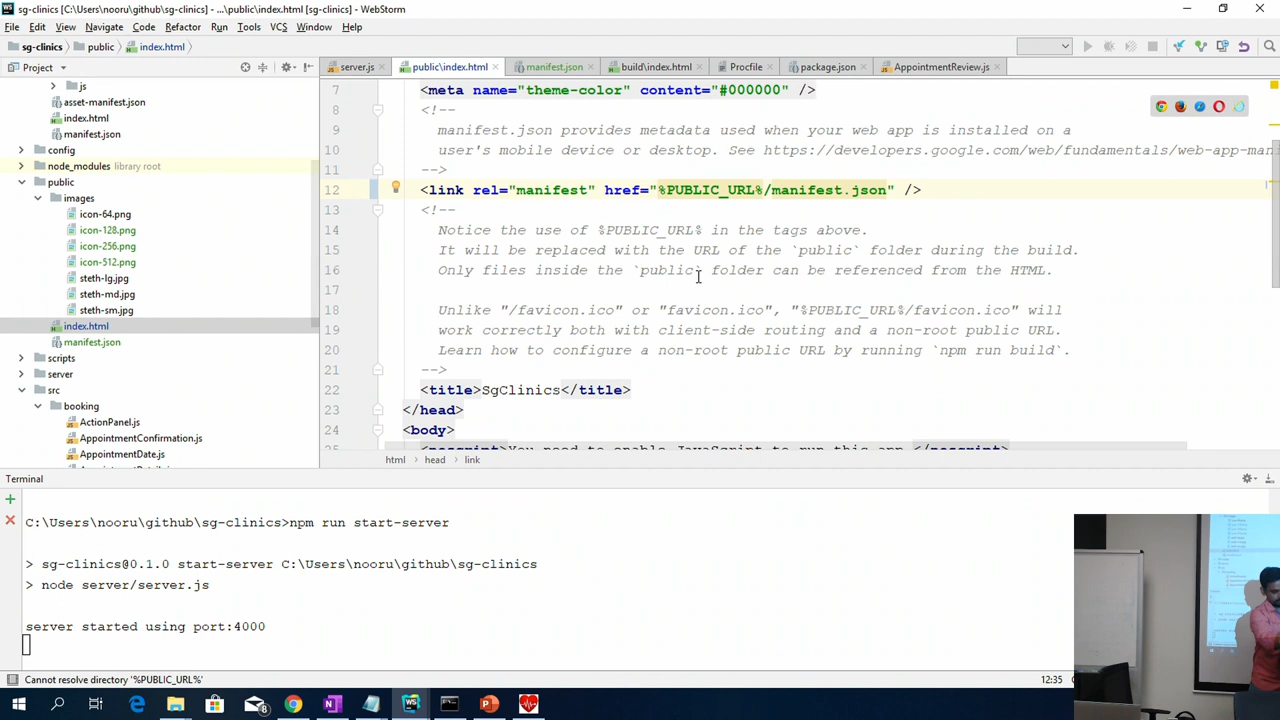 sg-clinics [C:\Users\nooru\github\sg-clinics] - ...\public\index.html [sg-clinics] - WebStorm
File Edit View Navigate Code Refactor Run Tools VCS Window Help
sg-clinics public index.html
Project
server.js public\index.html manifest.json build\index.html Procfile package.json AppointmentReview.js
js
asset-manifest.json
index.html
manifest.json
config
node_modules library root
public
images
icon-64.png
icon-128.png
icon-256.png
icon-512.png
steth-lg.jpg
steth-md.jpg
steth-sm.jpg
index.html
manifest.json
scripts
server
src
booking
ActionPanel.js
AppointmentConfirmation.js
AppointmentDate.js
7 <meta name="theme-color" content="#000000" />
8 <!--
9 manifest.json provides metadata used when your web app is installed on a
10 user's mobile device or desktop. See https://developers.google.com/web/fundamentals/web-app-man
11 -->
12 <link rel="manifest" href="%PUBLIC_URL%/manifest.json" />
13 <!--
14 Notice the use of %PUBLIC_URL% in the tags above.
15 It will be replaced with the URL of the `public` folder during the build.
16 Only files inside the `public` folder can be referenced from the HTML.
17
18 Unlike "/favicon.ico" or "favicon.ico", "%PUBLIC_URL%/favicon.ico" will
19 work correctly both with client-side routing and a non-root public URL.
20 Learn how to configure a non-root public URL by running `npm run build`.
21 -->
22 <title>SgClinics</title>
23 </head>
24 <body>
25 <noscript>You need to enable JavaScript to run this app.</noscript>
html head link
Terminal
C:\Users\nooru\github\sg-clinics>npm run start-server
> sg-clinics@0.1.0 start-server C:\Users\nooru\github\sg-clinics
> node server/server.js
server started using port:4000
Cannot resolve directory '%PUBLIC_URL%'
12:35